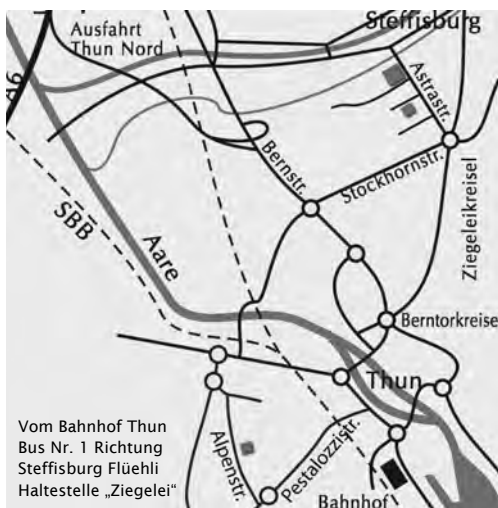 Steffisburg
Ausfahrt
Thun Nord
A6
Astrastr.
Bernstr.
Stockhornstr.
Ziegeleikreisel
SBB
Aare
Berntorkreise
Thun
Vom Bahnhof Thun
Bus Nr. 1 Richtung
Steffisburg Flüehli
Haltestelle „Ziegelei“
Alpenstr.
Pestalozzistr.
Bahnhof